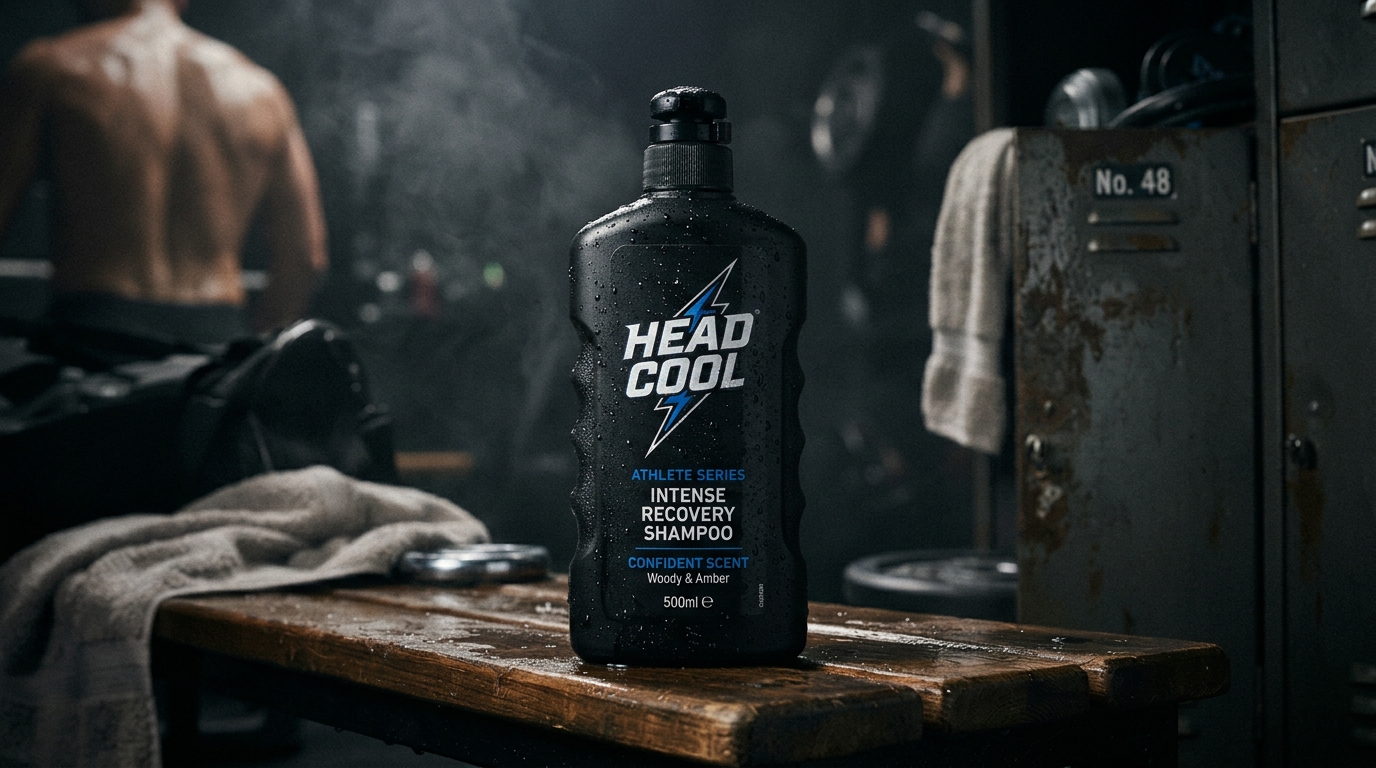 HEAD
COOL
ATHLETE SERIES
INTENSE
RECOVERY
SHAMPOO
CONFIDENT SCENT
Woody & Amber
500ml ℮
No. 48